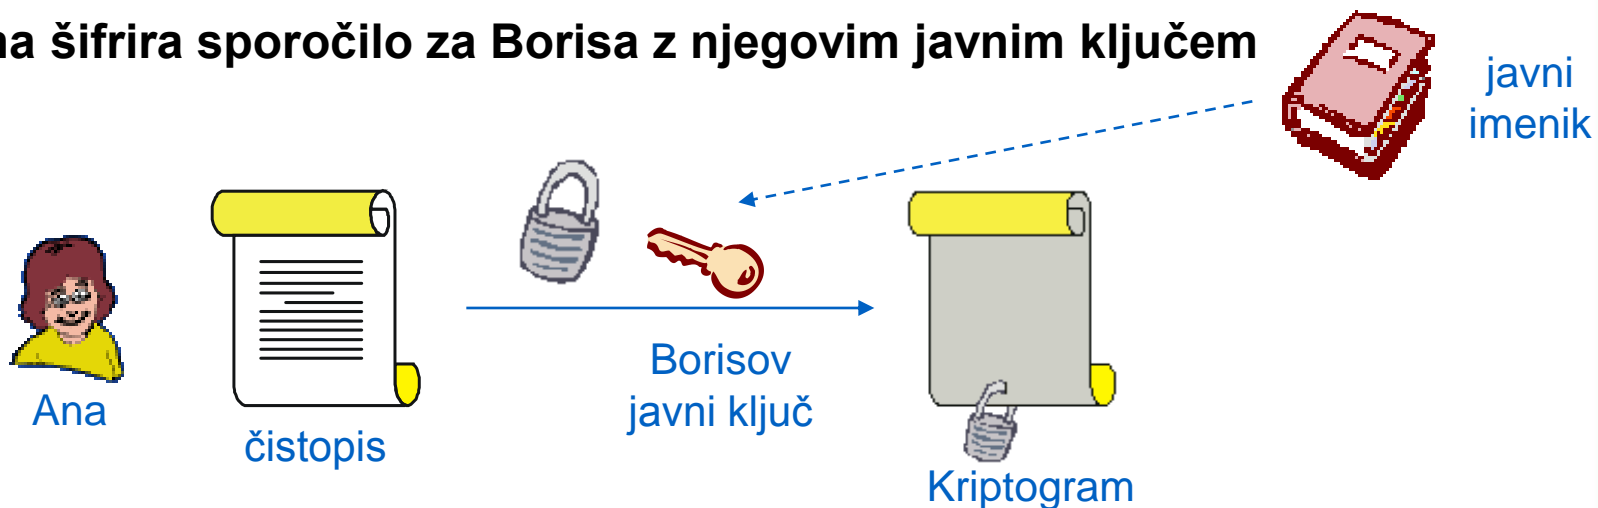 na šifrira sporočilo za Borisa z njegovim javnim ključem
javni
imenik
Ana
čistopis
Borisov
javni ključ
Kriptogram